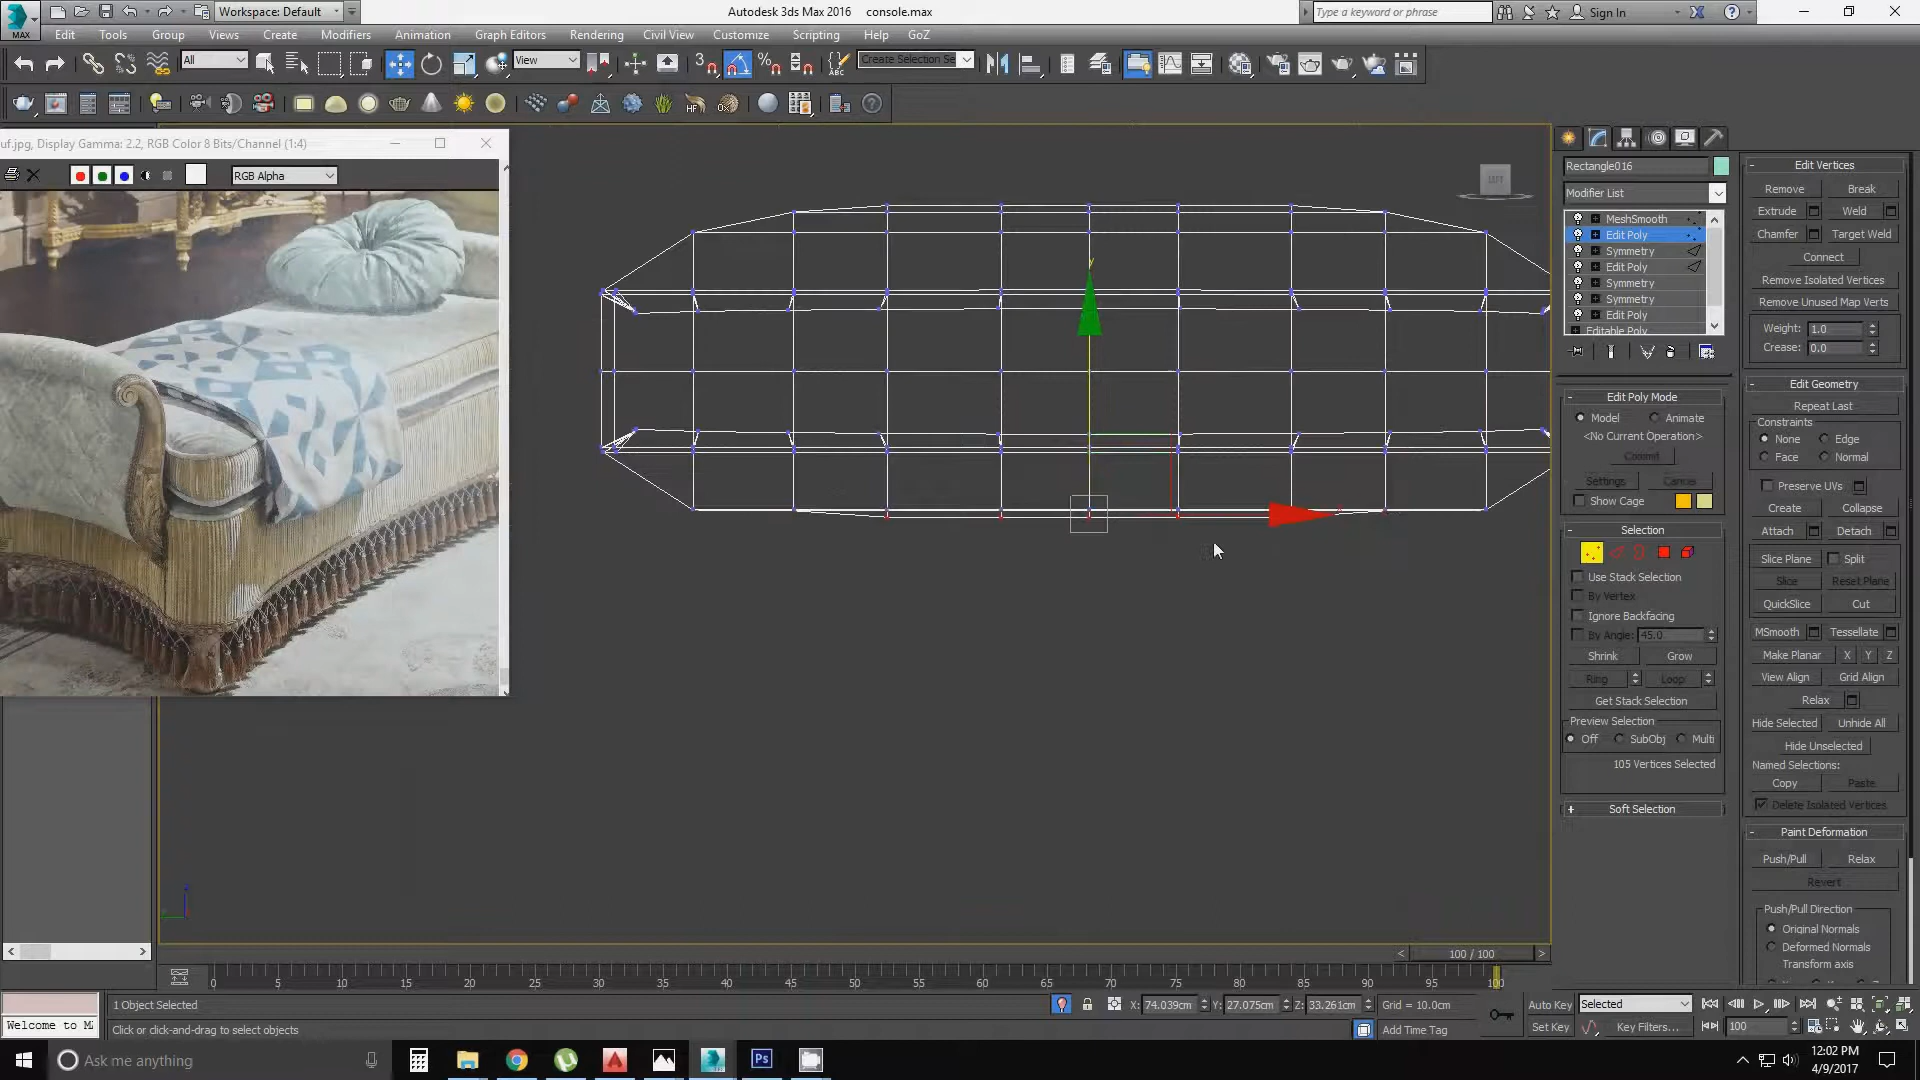 Workspace: Default
Autodesk 3ds Max 2016
console.max
Type a keyword or phrase
Sign In
MAX
Edit
Tools
Group
Views
Create
Modifiers
Animation
Graph Editors
Rendering
Civil View
Customize
Scripting
Help
GoZ
All
View
3
Create Selection Se
ABC
HF
uf.jpg, Display Gamma: 2.2, RGB Color 8 Bits/Channel (1:4)
RGB Alpha
LEFT
y
z
Rectangle016
Modifier List
MeshSmooth
Edit Poly
Symmetry
Edit Poly
Symmetry
Symmetry
Edit Poly
Editable Poly
Edit Poly Mode
Model
Animate
<No Current Operation>
Commit
Settings
Cancel
Show Cage
Selection
Use Stack Selection
By Vertex
Ignore Backfacing
By Angle:
45.0
Shrink
Grow
Ring
Loop
Get Stack Selection
Preview Selection
Off
SubObj
Multi
105 Vertices Selected
Soft Selection
Edit Vertices
Remove
Break
Extrude
Weld
Chamfer
Target Weld
Connect
Remove Isolated Vertices
Remove Unused Map Verts
Weight:
1.0
Crease:
0.0
Edit Geometry
Repeat Last
Constraints
None
Edge
Face
Normal
Preserve UVs
Create
Collapse
Attach
Detach
Slice Plane
Split
Slice
Reset Plane
QuickSlice
Cut
MSmooth
Tessellate
Make Planar
X
Y
Z
View Align
Grid Align
Relax
Hide Selected
Unhide All
Hide Unselected
Named Selections:
Copy
Paste
Delete Isolated Vertices
Paint Deformation
Push/Pull
Relax
Revert
Push/Pull Direction
Original Normals
Deformed Normals
Transform axis
100 / 100
0
5
10
15
20
25
30
35
40
45
50
55
60
65
70
75
80
85
90
95
100
1 Object Selected
X:
74.039cm
Y:
27.075cm
Z:
33.261cm
Grid = 10.0cm
Auto Key
Selected
Welcome to M
Click or click-and-drag to select objects
Add Time Tag
Set Key
Key Filters...
100
Ask me anything
Ps
12:02 PM
4/9/2017